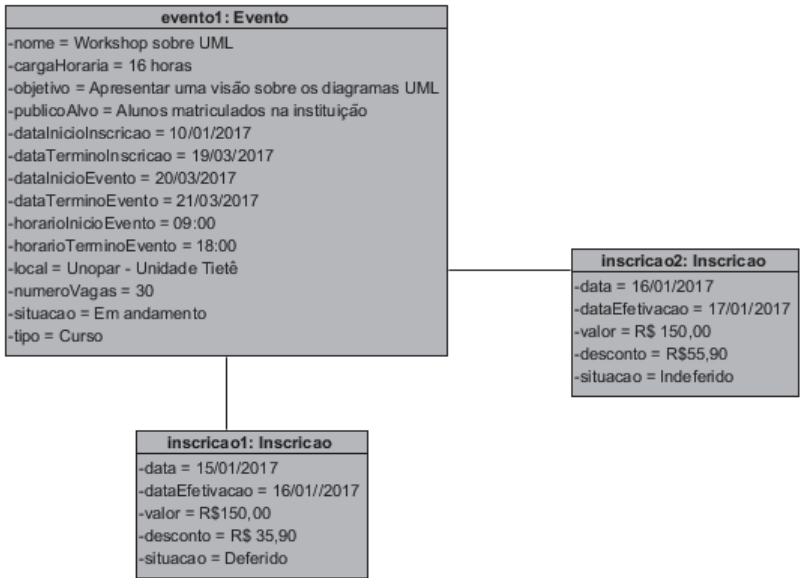 evento1: Evento
-nome = Workshop sobre UML
-cargaHoraria = 16 horas
-objetivo = Apresentar uma visão sobre os diagramas UML
-publicoAlvo = Alunos matriculados na instituição
-dataInicioInscricao = 10/01/2017
-dataTerminoInscricao = 19/03/2017
-dataInicioEvento = 20/03/2017
-dataTerminoEvento = 21/03/2017
-horarioInicioEvento = 09:00
-horarioTerminoEvento = 18:00
-local = Unopar - Unidade Tietê
-numeroVagas = 30
-situacao = Em andamento
-tipo = Curso
inscricao2: Inscricao
-data = 16/01/2017
-dataEfetivacao = 17/01/2017
-valor = R$ 150,00
-desconto = R$55,90
-situacao = Indeferido
inscricao1: Inscricao
-data = 15/01/2017
-dataEfetivacao = 16/01//2017
-valor = R$150,00
-desconto = R$ 35,90
-situacao = Deferido